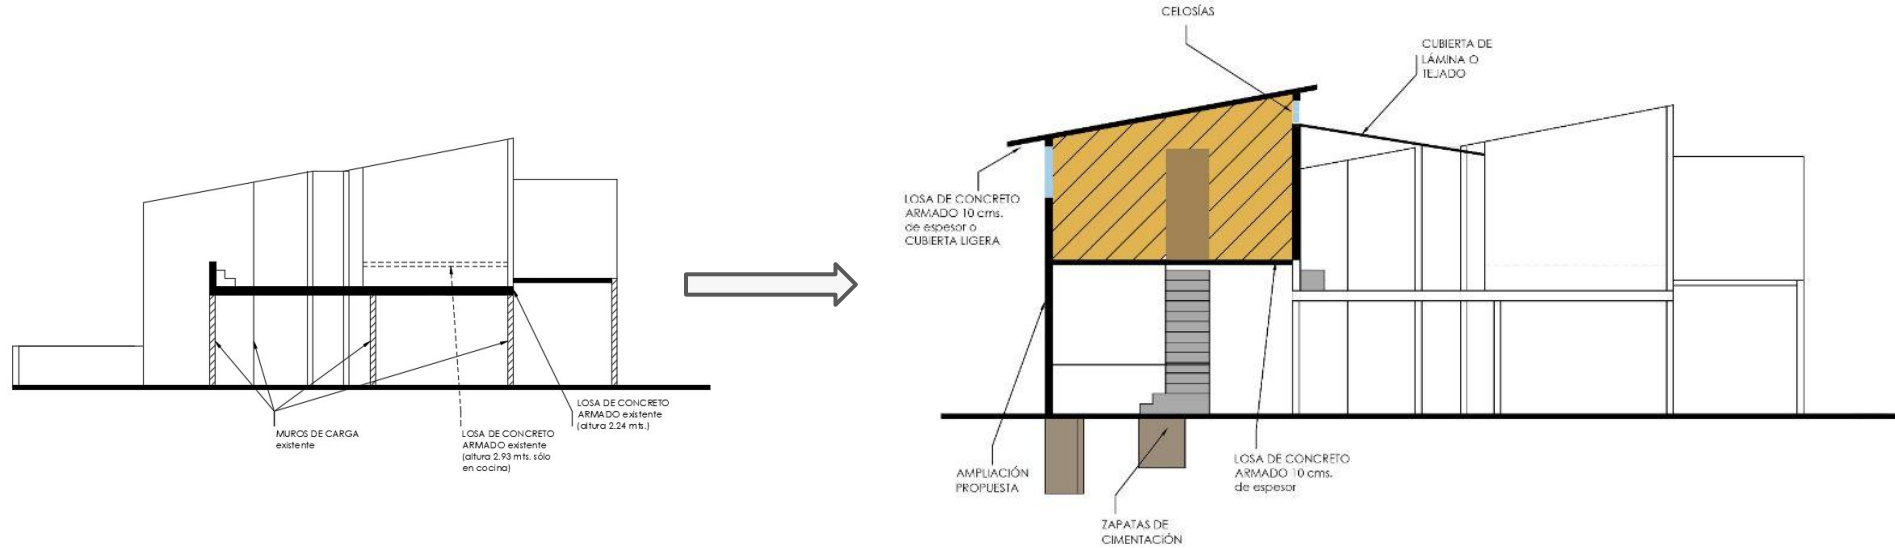 MUROS DE CARGA
existente
LOSA DE CONCRETO
ARMADO existente
(altura 2.93 mts. sólo
en cocina)
LOSA DE CONCRETO
ARMADO existente
(altura 2.24 mts.)
CELOSÍAS
CUBIERTA DE
LÁMINA O
TEJADO
LOSA DE CONCRETO
ARMADO 10 cms.
de espesor o
CUBIERTA LIGERA
AMPLIACIÓN
PROPUESTA
ZAPATAS DE
CIMENTACIÓN
LOSA DE CONCRETO
ARMADO 10 cms.
de espesor